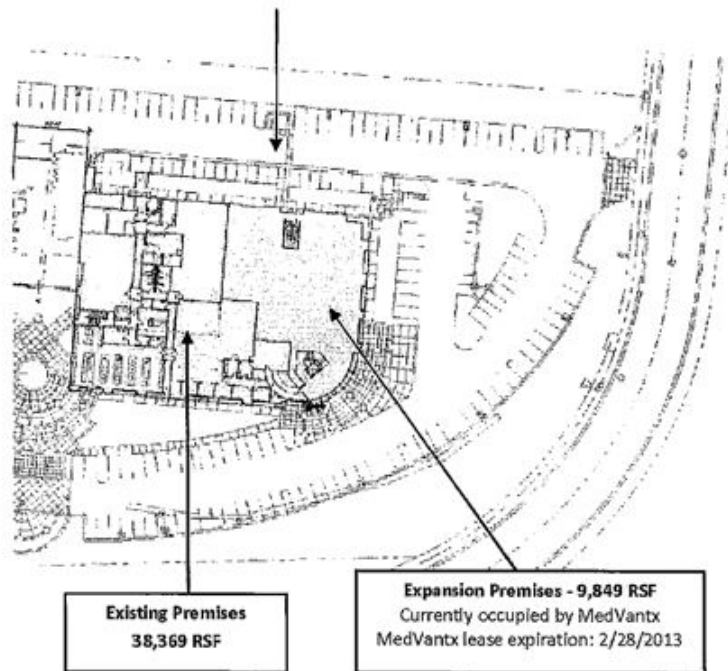 Existing Premises
38,369 RSF
Expansion Premises - 9,849 RSF
Currently occupied by MedVantx
MedVantx lease expiration: 2/28/2013